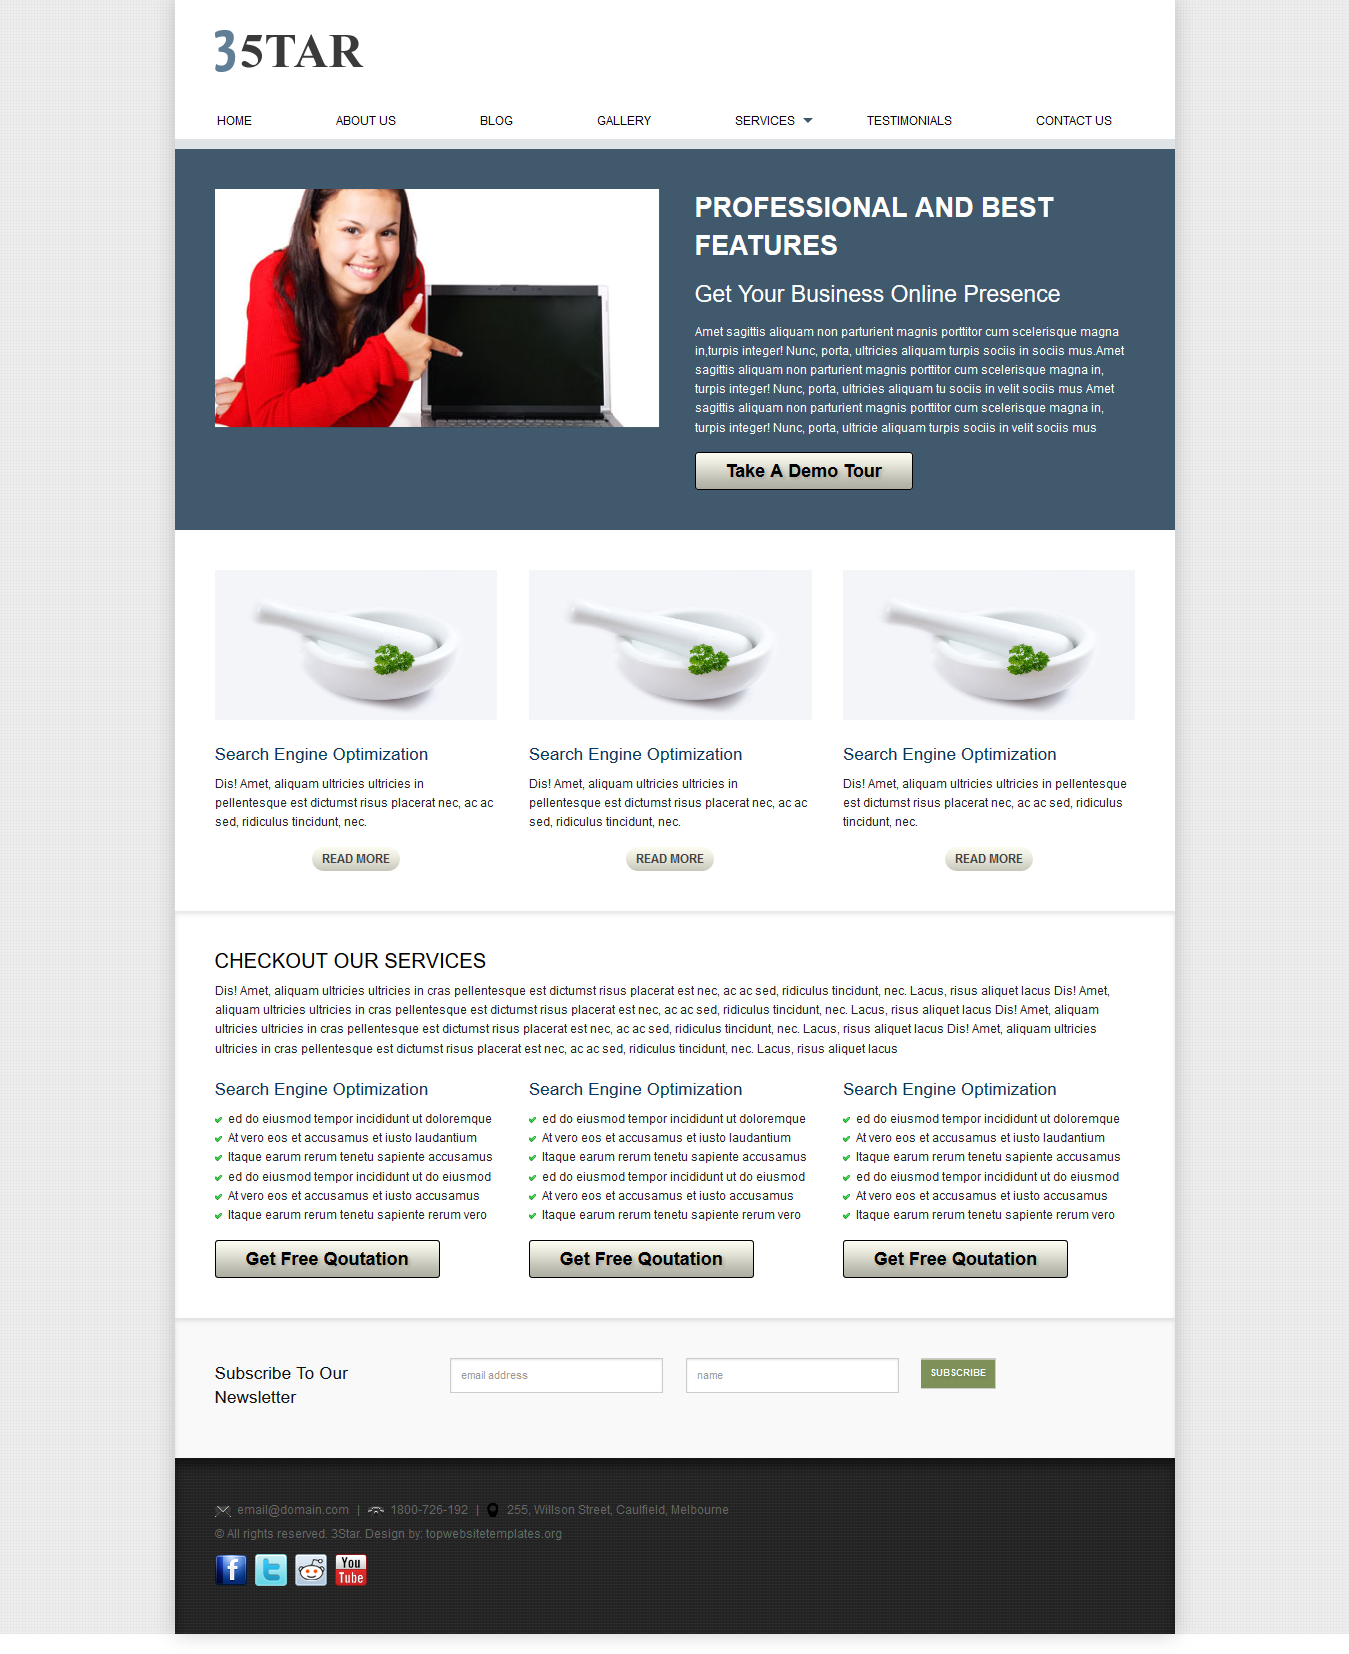 35TAR
HOME ABOUT US BLOG GALLERY SERVICES TESTIMONIALS CONTACT US
PROFESSIONAL AND BEST
FEATURES
Get Your Business Online Presence
Amet sagittis aliquam non parturient magnis porttitor cum scelerisque magna
in,turpis integer! Nunc, porta, ultricies aliquam turpis sociis in sociis mus.Amet
sagittis aliquam non parturient magnis porttitor cum scelerisque magna in,
turpis integer! Nunc, porta, ultricies aliquam tu sociis in velit sociis mus Amet
sagittis aliquam non parturient magnis porttitor cum scelerisque magna in,
turpis integer! Nunc, porta, ultricie aliquam turpis sociis in velit sociis mus
Take A Demo Tour
Search Engine Optimization
Dis! Amet, aliquam ultricies ultricies in
pellentesque est dictumst risus placerat nec, ac ac
sed, ridiculus tincidunt, nec.
READ MORE
Search Engine Optimization
Dis! Amet, aliquam ultricies ultricies in
pellentesque est dictumst risus placerat nec, ac ac
sed, ridiculus tincidunt, nec.
READ MORE
Search Engine Optimization
Dis! Amet, aliquam ultricies ultricies in pellentesque
est dictumst risus placerat nec, ac ac sed, ridiculus
tincidunt, nec.
READ MORE
CHECKOUT OUR SERVICES
Dis! Amet, aliquam ultricies ultricies in cras pellentesque est dictumst risus placerat est nec, ac ac sed, ridiculus tincidunt, nec. Lacus, risus aliquet lacus Dis! Amet,
aliquam ultricies ultricies in cras pellentesque est dictumst risus placerat est nec, ac ac sed, ridiculus tincidunt, nec. Lacus, risus aliquet lacus Dis! Amet, aliquam
ultricies ultricies in cras pellentesque est dictumst risus placerat est nec, ac ac sed, ridiculus tincidunt, nec. Lacus, risus aliquet lacus Dis! Amet, aliquam ultricies
ultricies in cras pellentesque est dictumst risus placerat est nec, ac ac sed, ridiculus tincidunt, nec. Lacus, risus aliquet lacus
Search Engine Optimization
ed do eiusmod tempor incididunt ut doloremque
At vero eos et accusamus et iusto laudantium
Itaque earum rerum tenetu sapiente accusamus
ed do eiusmod tempor incididunt ut do eiusmod
At vero eos et accusamus et iusto accusamus
Itaque earum rerum tenetu sapiente rerum vero
Get Free Qoutation
Search Engine Optimization
ed do eiusmod tempor incididunt ut doloremque
At vero eos et accusamus et iusto laudantium
Itaque earum rerum tenetu sapiente accusamus
ed do eiusmod tempor incididunt ut do eiusmod
At vero eos et accusamus et iusto accusamus
Itaque earum rerum tenetu sapiente rerum vero
Get Free Qoutation
Search Engine Optimization
ed do eiusmod tempor incididunt ut doloremque
At vero eos et accusamus et iusto laudantium
Itaque earum rerum tenetu sapiente accusamus
ed do eiusmod tempor incididunt ut do eiusmod
At vero eos et accusamus et iusto accusamus
Itaque earum rerum tenetu sapiente rerum vero
Get Free Qoutation
Subscribe To Our
Newsletter
email address
name
SUBSCRIBE
email@domain.com | 1800-726-192 | 255, Willson Street, Caulfield, Melbourne
© All rights reserved. 3Star. Design by: topwebsitetemplates.org
f t You
Tube